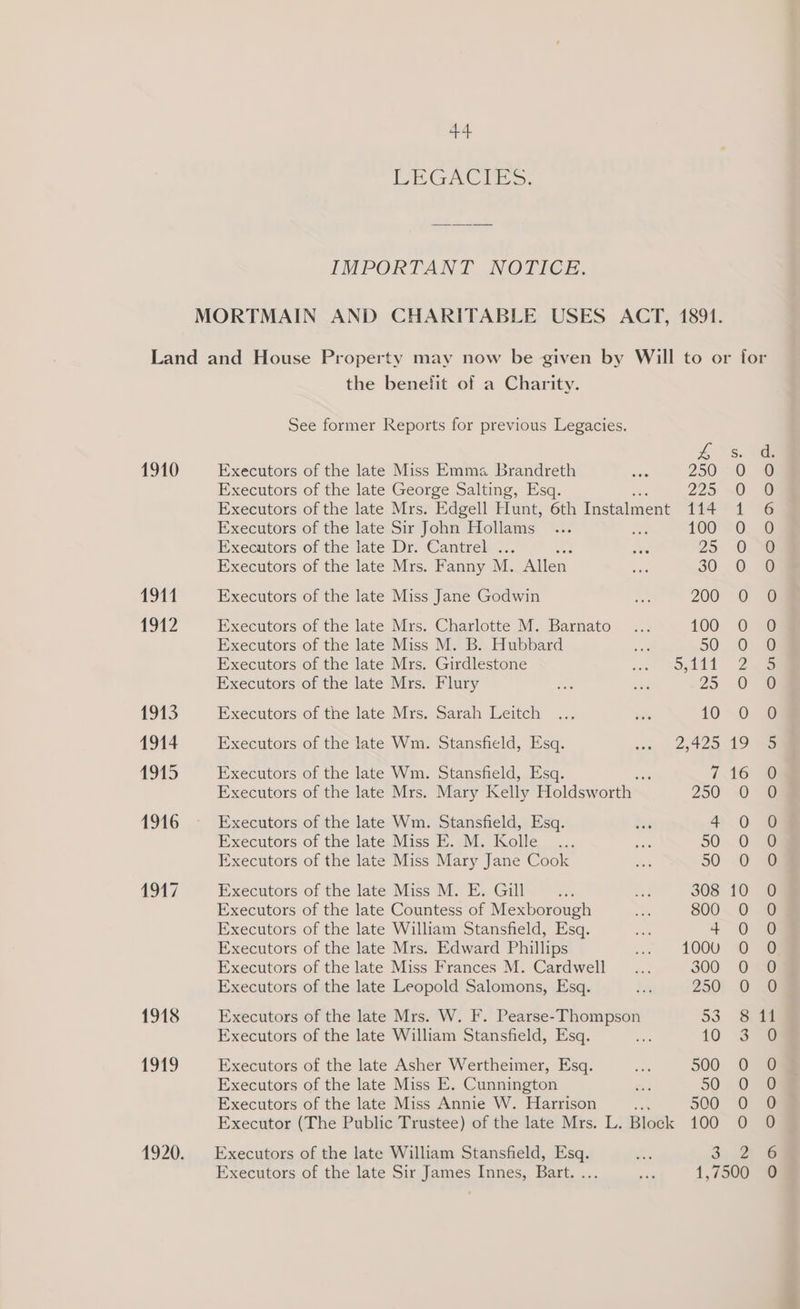 44
LEGACIES.
IMPORTANT NOTICE.
MORTMAIN AND CHARITABLE USES ACT, 1891.
Land and House Property may now be given by Will to or for
the benefit of a Charity.
See former Reports for previous Legacies.
£ s. d.
1910 Executors of the late Miss Emma Brandreth ... 250 0 0
Executors of the late George Salting, Esq. ... 225 0 0
Executors of the late Mrs. Edgell Hunt, 6th Instalment 114 1 6
Executors of the late Sir John Hollams ... ... 100 0 0
Executors of the late Dr. Cantrel ... ... ... 25 0 0
Executors of the late Mrs. Fanny M. Allen ... 30 0 0
1911 Executors of the late Miss Jane Godwin ... 200 0 0
1912 Executors of the late Mrs. Charlotte M. Barnato ... 100 0 0
Executors of the late Miss M. B. Hubbard ... 50 0 0
Executors of the late Mrs. Girdlestone ... 5,111 2 5
Executors of the late Mrs. Flury ... ... 25 0 0
1913 Executors of the late Mrs. Sarah Leitch ... ... 10 0 0
1914 Executors of the late Wm. Stansfield, Esq. ... 2,425 19 5
1915 Executors of the late Wm. Stansfield, Esq. ... 7 16 0
Executors of the late Mrs. Mary Kelly Holdsworth 250 0 0
1916 Executors of the late Wm. Stansfield, Esq. ... 4 0 0
Executors of the late Miss E. M. Kolle ... ... 50 0 0
Executors of the late Miss Mary Jane Cook ... 50 0 0
1917 Executors of the late Miss M. E. Gill ... ... 308 10 0
Executors of the late Countess of Mexborough ... 800 0 0
Executors of the late William Stansfield, Esq. ... 4 0 0
Executors of the late Mrs. Edward Phillips ... 1000 0 0
Executors of the late Miss Frances M. Cardwell ... 300 0 0
Executors of the late Leopold Salomons, Esq. ... 250 0 0
1918 Executors of the late Mrs. W. F. Pearse-Thompson 53 8 11
Executors of the late William Stansfield, Esq. ... 10 3 0
1919 Executors of the late Asher Wertheimer, Esq. ... 500 0 0
Executors of the late Miss E. Cunnington ... 50 0 0
Executors of the late Miss Annie W. Harrison ... 500 0 0
Executor (The Public Trustee) of the late Mrs. L. Block 100 0 0
1920. Executors of the late William Stansfield, Esq. ... 3 2 6
Executors of the late Sir James Innes, Bart. ... ... 1,7500 0